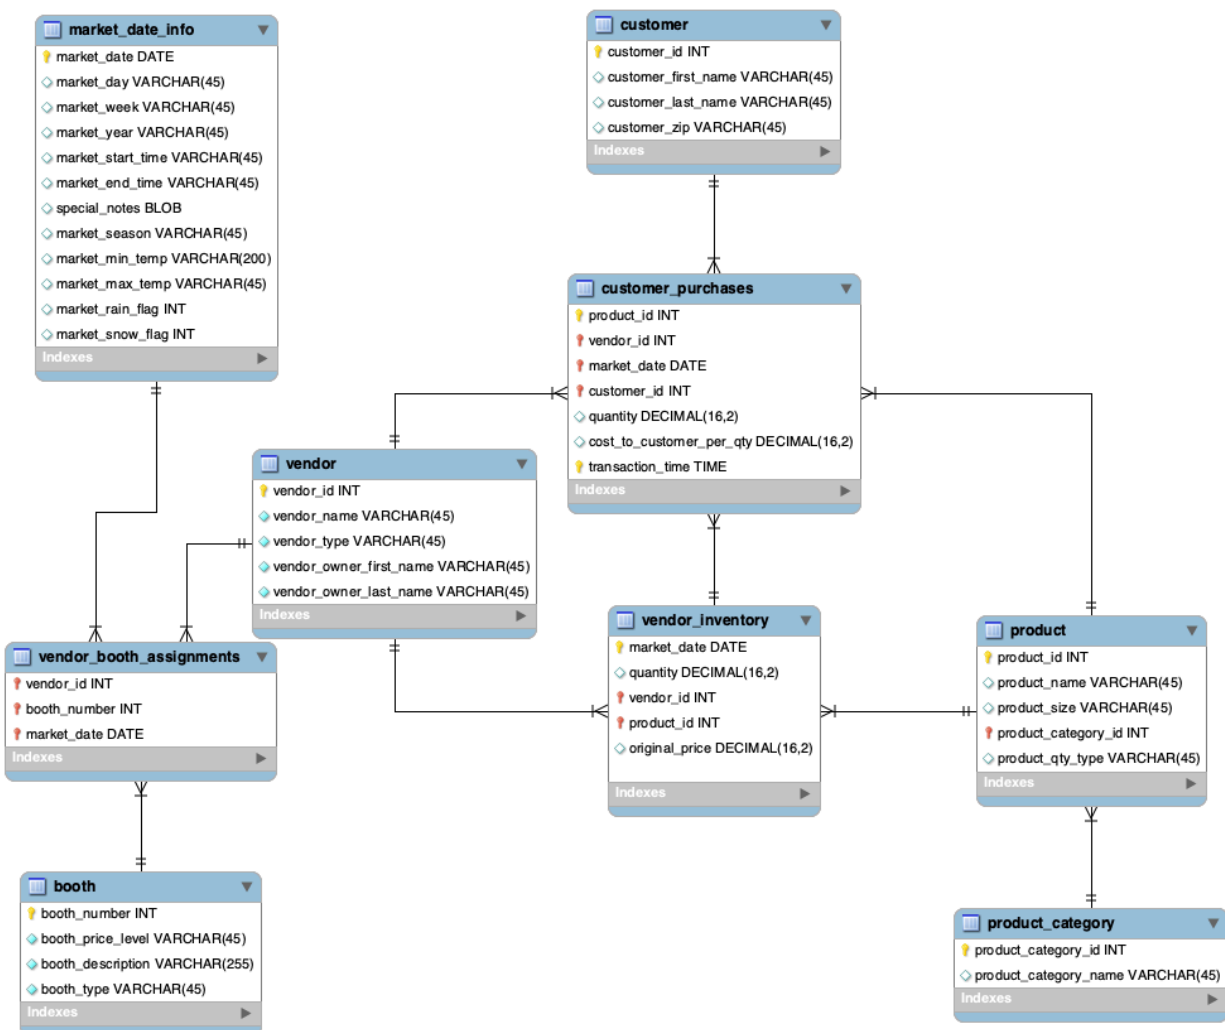 market_date_info
market_date DATE
market_day VARCHAR(45)
market_week VARCHAR(45)
market_year VARCHAR(45)
market_start_time VARCHAR(45)
market_end_time VARCHAR(45)
special_notes BLOB
market_season VARCHAR(45)
market_min_temp VARCHAR(200)
market_max_temp VARCHAR(45)
market_rain_flag INT
market_snow_flag INT
Indexes
customer
customer_id INT
customer_first_name VARCHAR(45)
customer_last_name VARCHAR(45)
customer_zip VARCHAR(45)
Indexes
customer_purchases
product_id INT
vendor_id INT
market_date DATE
customer_id INT
quantity DECIMAL(16,2)
cost_to_customer_per_qty DECIMAL(16,2)
transaction_time TIME
Indexes
vendor
vendor_id INT
vendor_name VARCHAR(45)
vendor_type VARCHAR(45)
vendor_owner_first_name VARCHAR(45)
vendor_owner_last_name VARCHAR(45)
Indexes
vendor_booth_assignments
vendor_id INT
booth_number INT
market_date DATE
Indexes
vendor_inventory
market_date DATE
quantity DECIMAL(16,2)
vendor_id INT
product_id INT
original_price DECIMAL(16,2)
Indexes
product
product_id INT
product_name VARCHAR(45)
product_size VARCHAR(45)
product_category_id INT
product_qty_type VARCHAR(45)
Indexes
booth
booth_number INT
booth_price_level VARCHAR(45)
booth_description VARCHAR(255)
booth_type VARCHAR(45)
Indexes
product_category
product_category_id INT
product_category_name VARCHAR(45)
Indexes